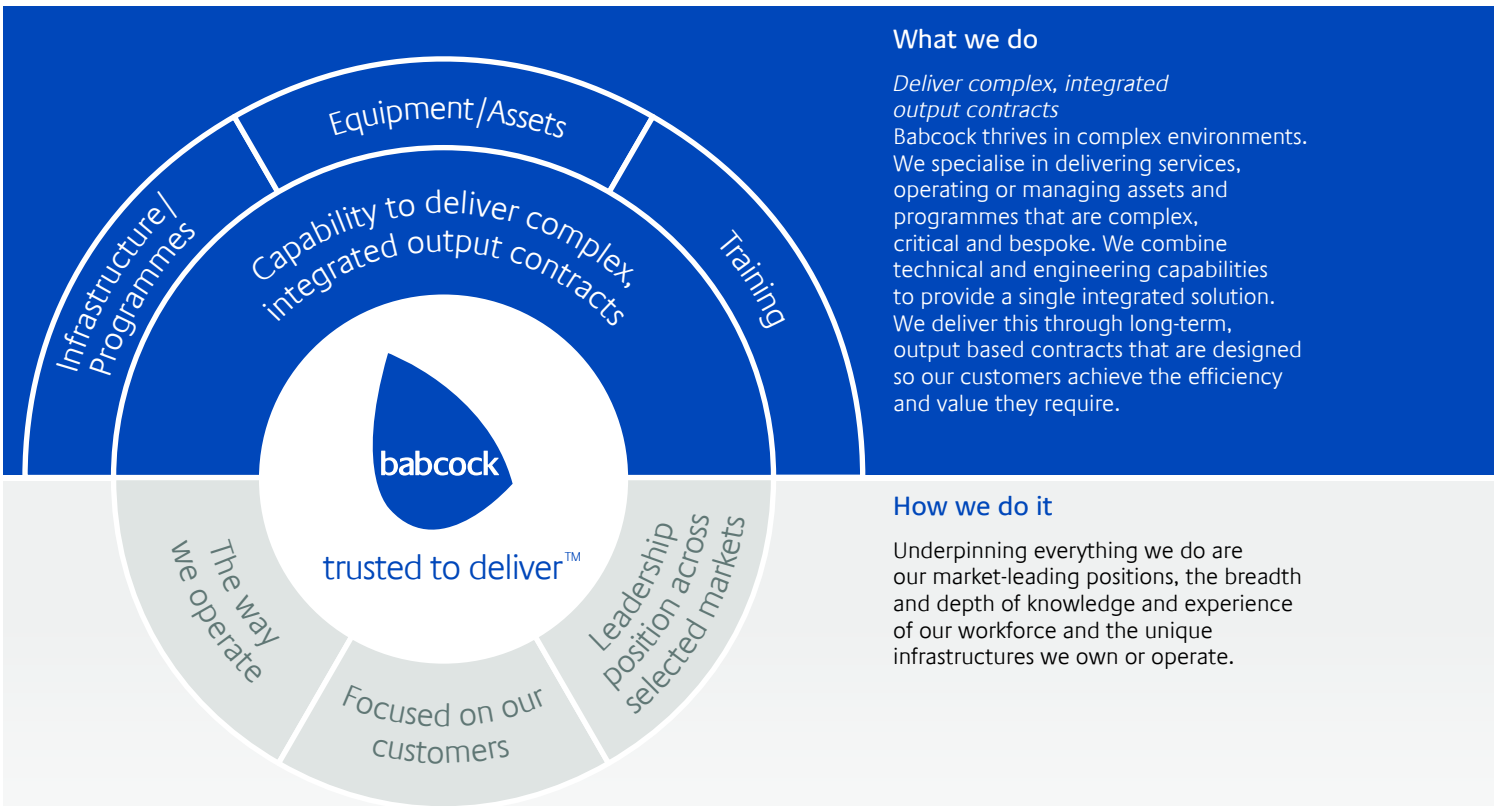 Infrastructure/
Programmes
Equipment/Assets
Training
Capability to deliver complex,
integrated output contracts
babcock
trusted to deliver™
The way
we operate
Focused on our
customers
Leadership
position across
selected markets
What we do
Deliver complex, integrated
output contracts
Babcock thrives in complex environments.
We specialise in delivering services,
operating or managing assets and
programmes that are complex,
critical and bespoke. We combine
technical and engineering capabilities
to provide a single integrated solution.
We deliver this through long-term,
output based contracts that are designed
so our customers achieve the efficiency
and value they require.
How we do it
Underpinning everything we do are
our market-leading positions, the breadth
and depth of knowledge and experience
of our workforce and the unique
infrastructures we own or operate.